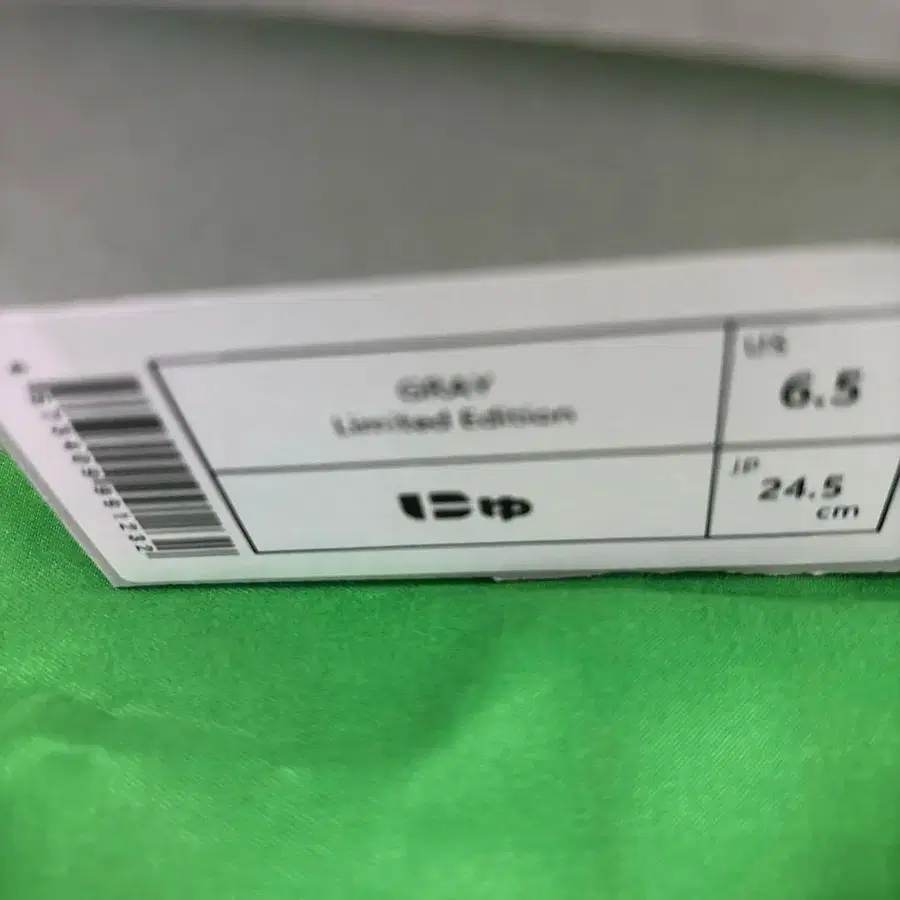 GRAY
Limited Edition
US
6.5
JP
24.5
cm